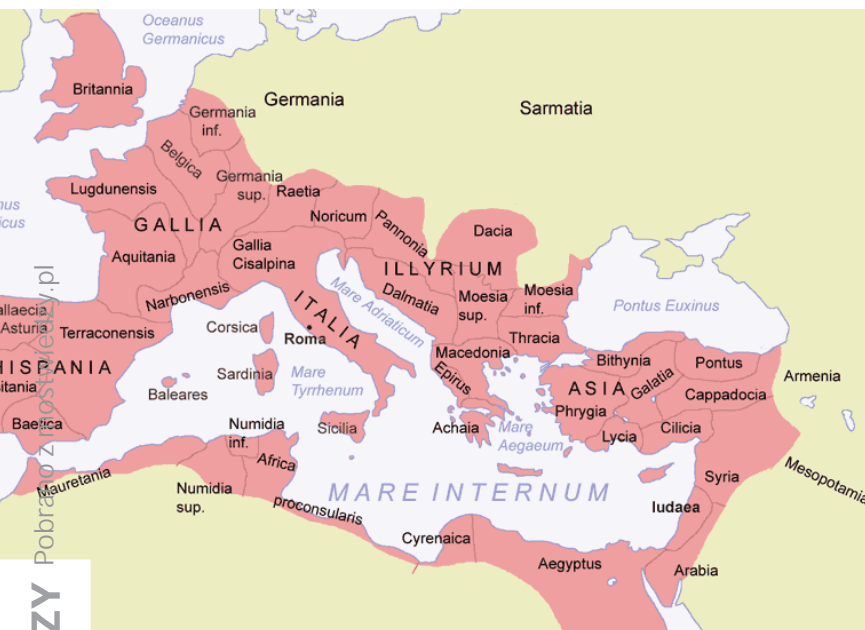 Oceanus
Germanicus
Britannia
Germania
Sarmatia
Germania
inf.
Belgica
Germania
sup.
Raetia
Lugdunensis
Noricum
Pannonia
Dacia
nus
icus
GALLIA
Aquitania
Gallia
Cisalpina
ILLYRIUM
Dalmatia
Moesia
sup.
Moesia
inf.
Pontus Euxinus
Narbonensis
ITALIA
Mare Adriaticum
allaecia
Asturia
Terraconensis
Corsica
Roma
Thracia
Macedonia
Epirus
Bithynia
Galatia
Pontus
Armenia
HISPANIA
itania
Sardinia
Mare
Tyrrhenum
Baleares
ASIA
Phrygia
Cappadocia
Baetica
Numidia
inf.
Sicilia
Achaia
Mare
Aegaeum
Lycia
Cilicia
Africa
proconsularis
Mauretania
Numidia
sup.
MARE INTERNUM
Syria
Mesopotamia
Iudaea
Cyrenaica
Aegyptus
Arabia
ZY Pobrano z mostwiedzy.pl